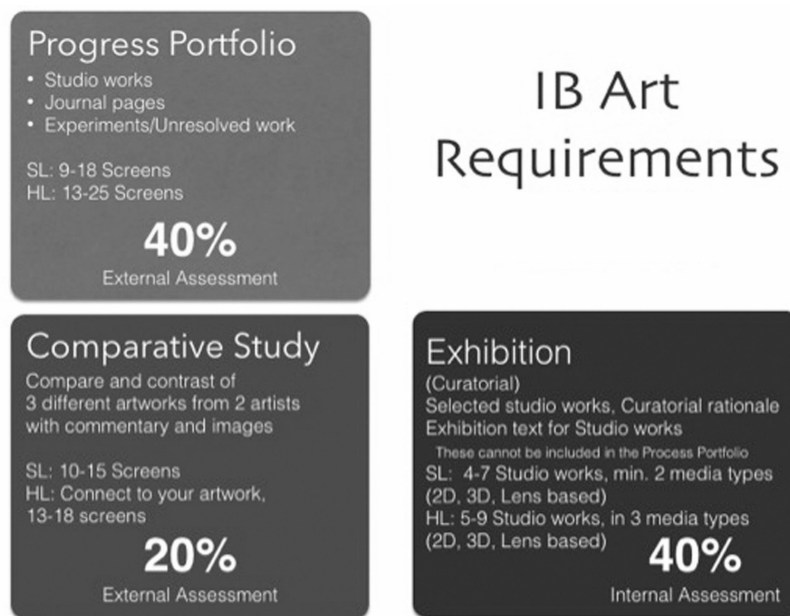 Progress Portfolio
• Studio works
• Journal pages
• Experiments/Unresolved work
SL: 9-18 Screens
HL: 13-25 Screens
40%
External Assessment
IB Art
Requirements
Comparative Study
Compare and contrast of
3 different artworks from 2 artists
with commentary and images
SL: 10-15 Screens
HL: Connect to your artwork,
13-18 screens
20%
External Assessment
Exhibition
(Curatorial)
Selected studio works, Curatorial rationale
Exhibition text for Studio works
These cannot be included in the Process Portfolio
SL: 4-7 Studio works, min. 2 media types
(2D, 3D, Lens based)
HL: 5-9 Studio works, in 3 media types
(2D, 3D, Lens based)
40%
Internal Assessment